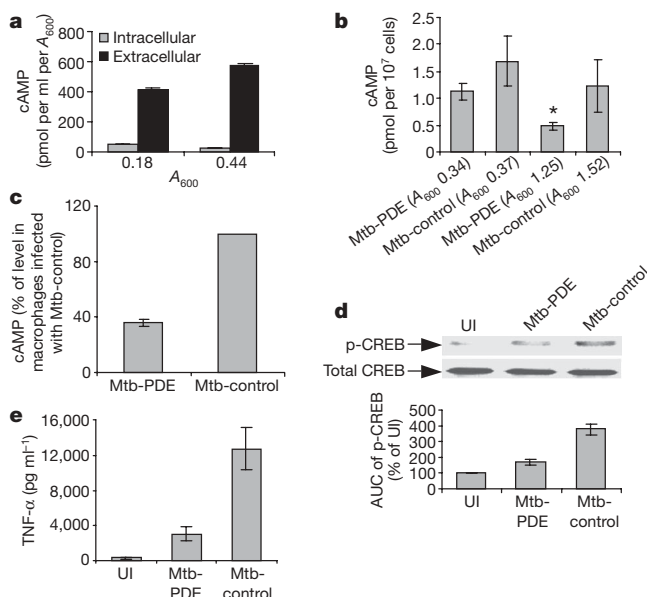 a
Intracellular
Extracellular
cAMP
(pmol per ml per A600)
800
600
400
200
0
0.18
0.44
A600
b
cAMP
(pmol per 10⁷ cells)
2.5
2.0
1.5
1.0
0.5
0
*
Mtb-PDE (A600 0.34)
Mtb-control (A600 0.37)
Mtb-PDE (A600 1.25)
Mtb-control (A600 1.52)
c
cAMP (% of level in
macrophages infected
with Mtb-control)
120
80
40
0
Mtb-PDE
Mtb-control
d
UI
Mtb-PDE
Mtb-control
p-CREB
Total CREB
AUC of p-CREB
(% of UI)
500
400
300
200
100
0
UI
Mtb-
PDE
Mtb-
control
e
TNF-α (pg ml⁻¹)
16,000
12,000
8,000
4,000
0
UI
Mtb-
PDE
Mtb-
control